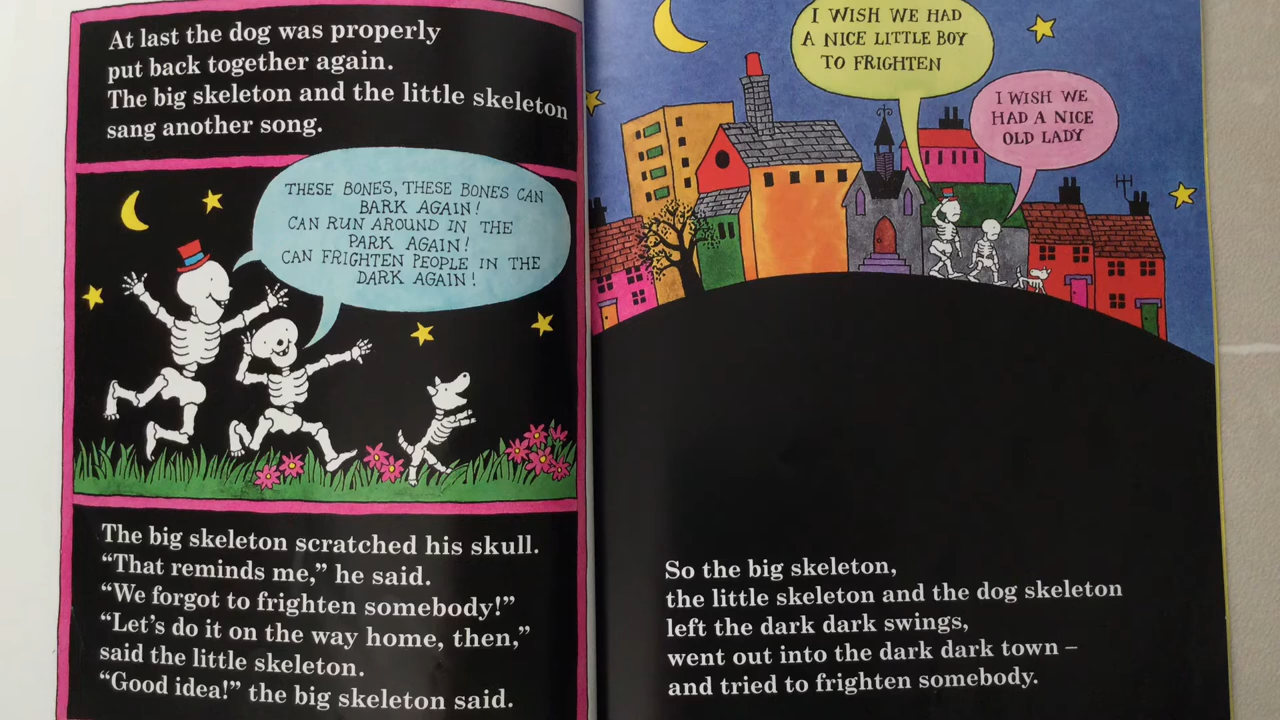 At last the dog was properly
put back together again.
The big skeleton and the little skeleton
sang another song.
THESE BONES, THESE BONES CAN
BARK AGAIN!
CAN RUN AROUND IN THE
PARK AGAIN!
CAN FRIGHTEN PEOPLE IN THE
DARK AGAIN!
The big skeleton scratched his skull.
“That reminds me,” he said.
“We forgot to frighten somebody!”
“Let’s do it on the way home, then,”
said the little skeleton.
“Good idea!” the big skeleton said.
I WISH WE HAD
A NICE LITTLE BOY
TO FRIGHTEN
I WISH WE
HAD A NICE
OLD LADY
So the big skeleton,
the little skeleton and the dog skeleton
left the dark dark swings,
went out into the dark dark town –
and tried to frighten somebody.